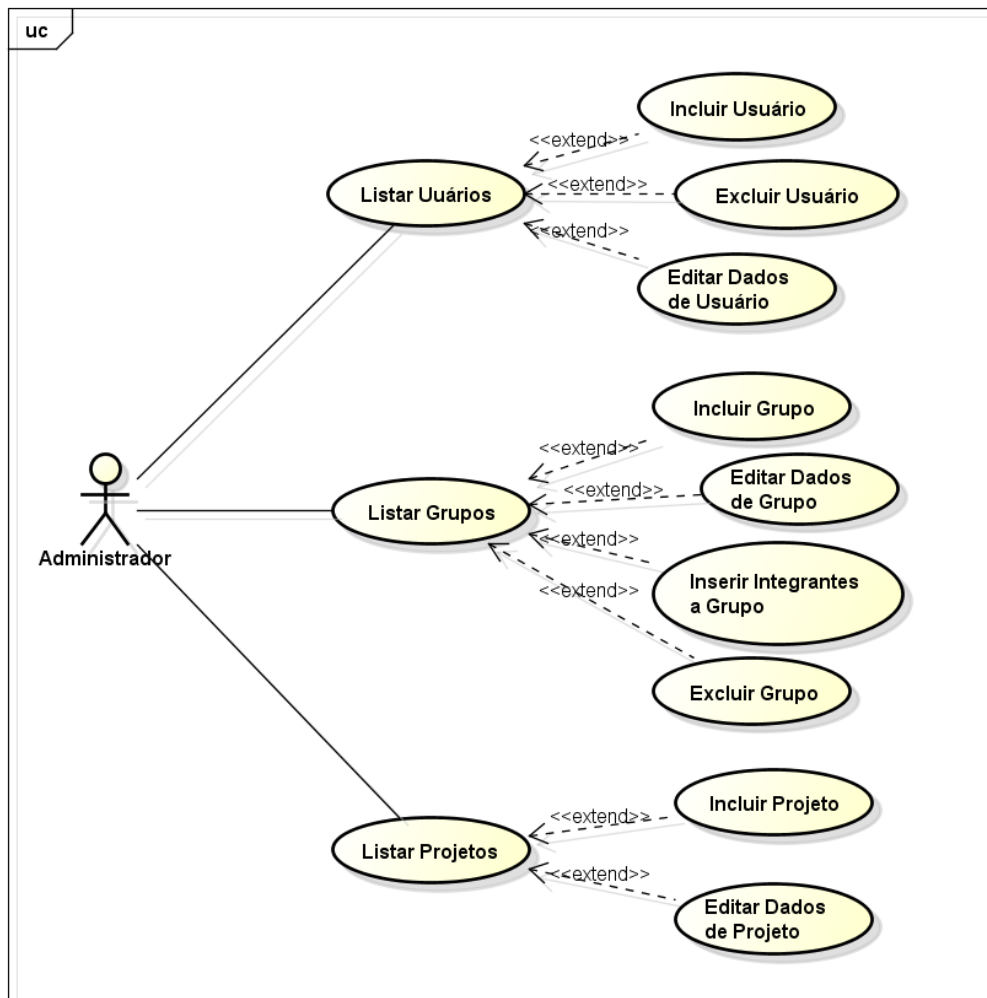 uc
Incluir Usuário
<<extend>>
Listar Uuários
<<extend>>
Excluir Usuário
<<extend>>
Editar Dados
de Usuário
Incluir Grupo
<<extend>>
Editar Dados
de Grupo
<<extend>>
Listar Grupos
<<extend>>
Inserir Integrantes
a Grupo
<<extend>>
Excluir Grupo
Administrador
Incluir Projeto
<<extend>>
Listar Projetos
<<extend>>
Editar Dados
de Projeto